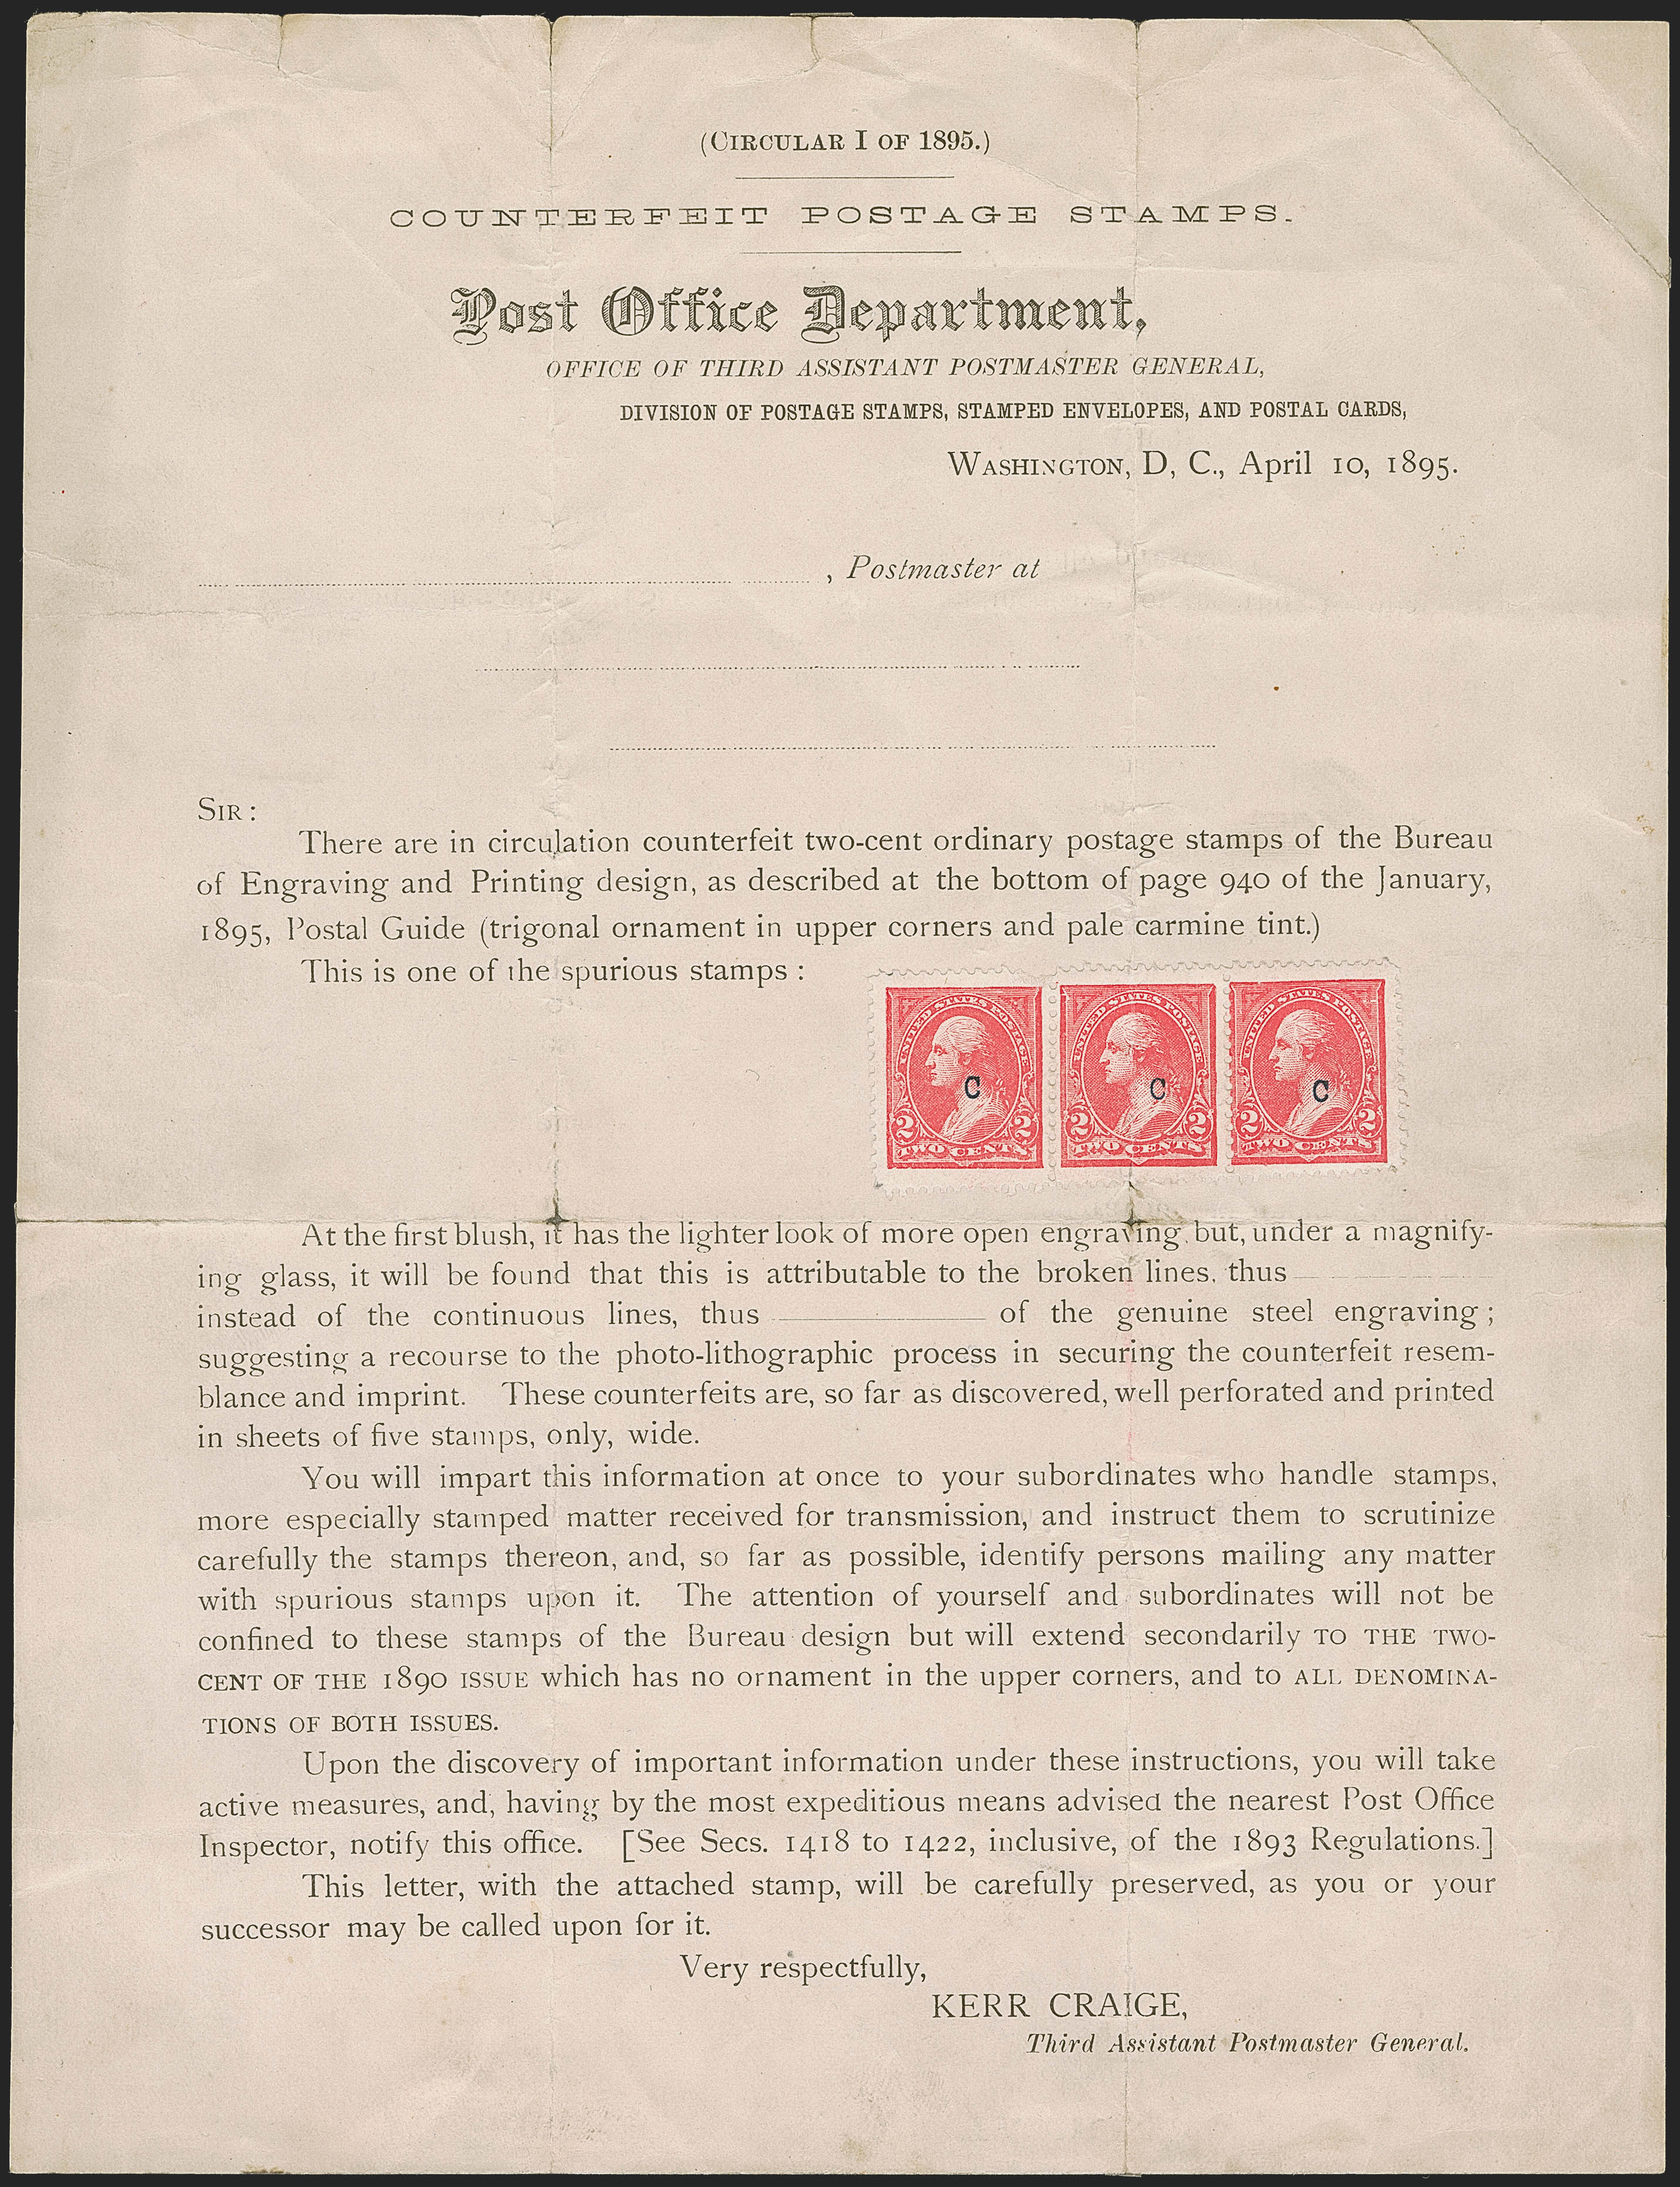 (CIRCULAR I OF 1895.)
COUNTERFEIT POSTAGE STAMPS.
Post Office Department,
OFFICE OF THIRD ASSISTANT POSTMASTER GENERAL,
DIVISION OF POSTAGE STAMPS, STAMPED ENVELOPES, AND POSTAL CARDS,
WASHINGTON, D, C., April 10, 1895.
, Postmaster at
SIR:
There are in circulation counterfeit two-cent ordinary postage stamps of the Bureau
of Engraving and Printing design, as described at the bottom of page 940 of the January,
1895, Postal Guide (trigonal ornament in upper corners and pale carmine tint.)
This is one of the spurious stamps :
UNITED STATES POSTAGE
C
2 2
TWO CENTS
UNITED STATES POSTAGE
C
2 2
TWO CENTS
UNITED STATES POSTAGE
C
2 2
TWO CENTS
At the first blush, it has the lighter look of more open engraving, but, under a magnify-
ing glass, it will be found that this is attributable to the broken lines, thus
instead of the continuous lines, thus of the genuine steel engraving ;
suggesting a recourse to the photo-lithographic process in securing the counterfeit resem-
blance and imprint. These counterfeits are, so far as discovered, well perforated and printed
in sheets of five stamps, only, wide.
You will impart this information at once to your subordinates who handle stamps,
more especially stamped matter received for transmission, and instruct them to scrutinize
carefully the stamps thereon, and, so far as possible, identify persons mailing any matter
with spurious stamps upon it. The attention of yourself and subordinates will not be
confined to these stamps of the Bureau design but will extend secondarily TO THE TWO-
CENT OF THE 1890 ISSUE which has no ornament in the upper corners, and to ALL DENOMINA-
TIONS OF BOTH ISSUES.
Upon the discovery of important information under these instructions, you will take
active measures, and, having by the most expeditious means advised the nearest Post Office
Inspector, notify this office. [See Secs. 1418 to 1422, inclusive, of the 1893 Regulations.]
This letter, with the attached stamp, will be carefully preserved, as you or your
successor may be called upon for it.
Very respectfully,
KERR CRAIGE,
Third Assistant Postmaster General.